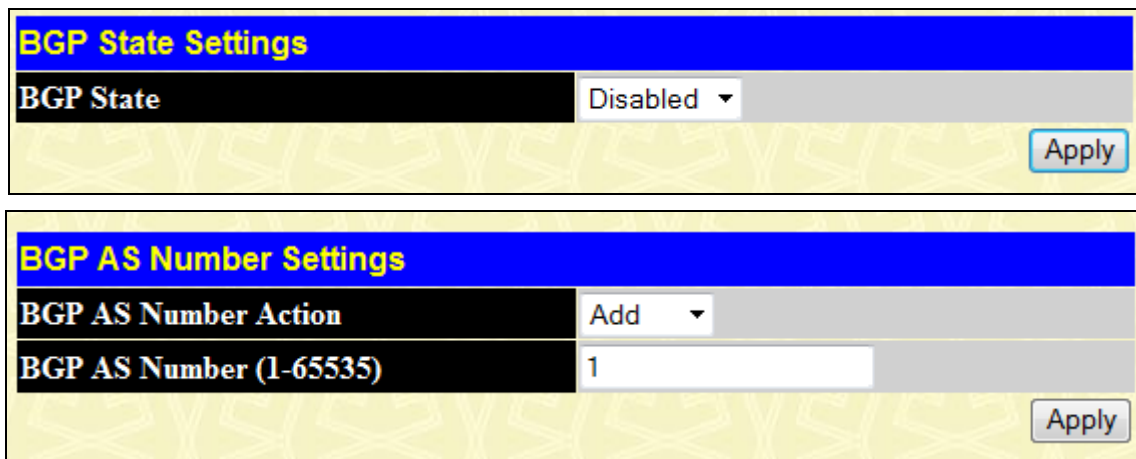 BGP State Settings
BGP State Disabled
Apply
BGP AS Number Settings
BGP AS Number Action Add
BGP AS Number (1-65535) 1
Apply